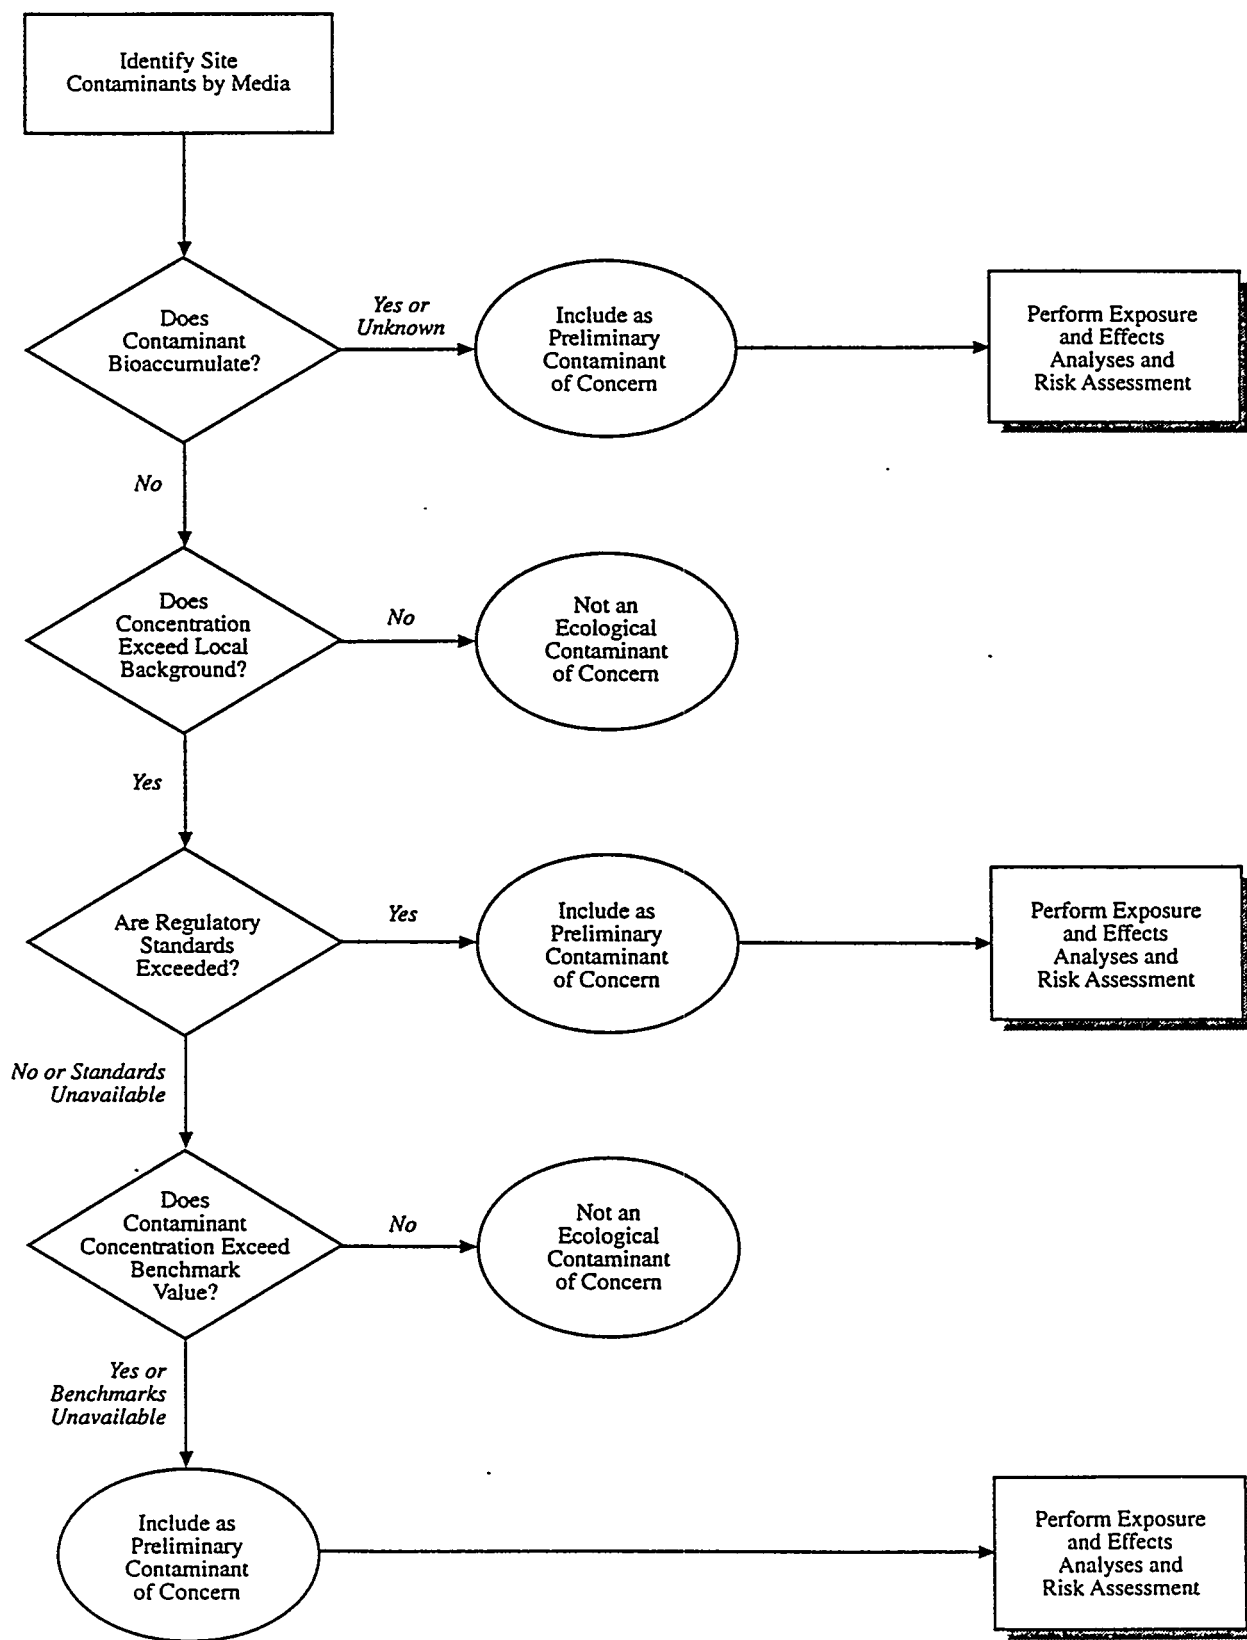 Identify Site
Contaminants by Media
Does
Contaminant
Bioaccumulate?
Yes or
Unknown
Include as
Preliminary
Contaminant
of Concern
Perform Exposure
and Effects
Analyses and
Risk Assessment
No
Does
Concentration
Exceed Local
Background?
No
Not an
Ecological
Contaminant
of Concern
Yes
Are Regulatory
Standards
Exceeded?
Yes
Include as
Preliminary
Contaminant
of Concern
Perform Exposure
and Effects
Analyses and
Risk Assessment
No or Standards
Unavailable
Does
Contaminant
Concentration Exceed
Benchmark
Value?
No
Not an
Ecological
Contaminant
of Concern
Yes or
Benchmarks
Unavailable
Include as
Preliminary
Contaminant
of Concern
Perform Exposure
and Effects
Analyses and
Risk Assessment